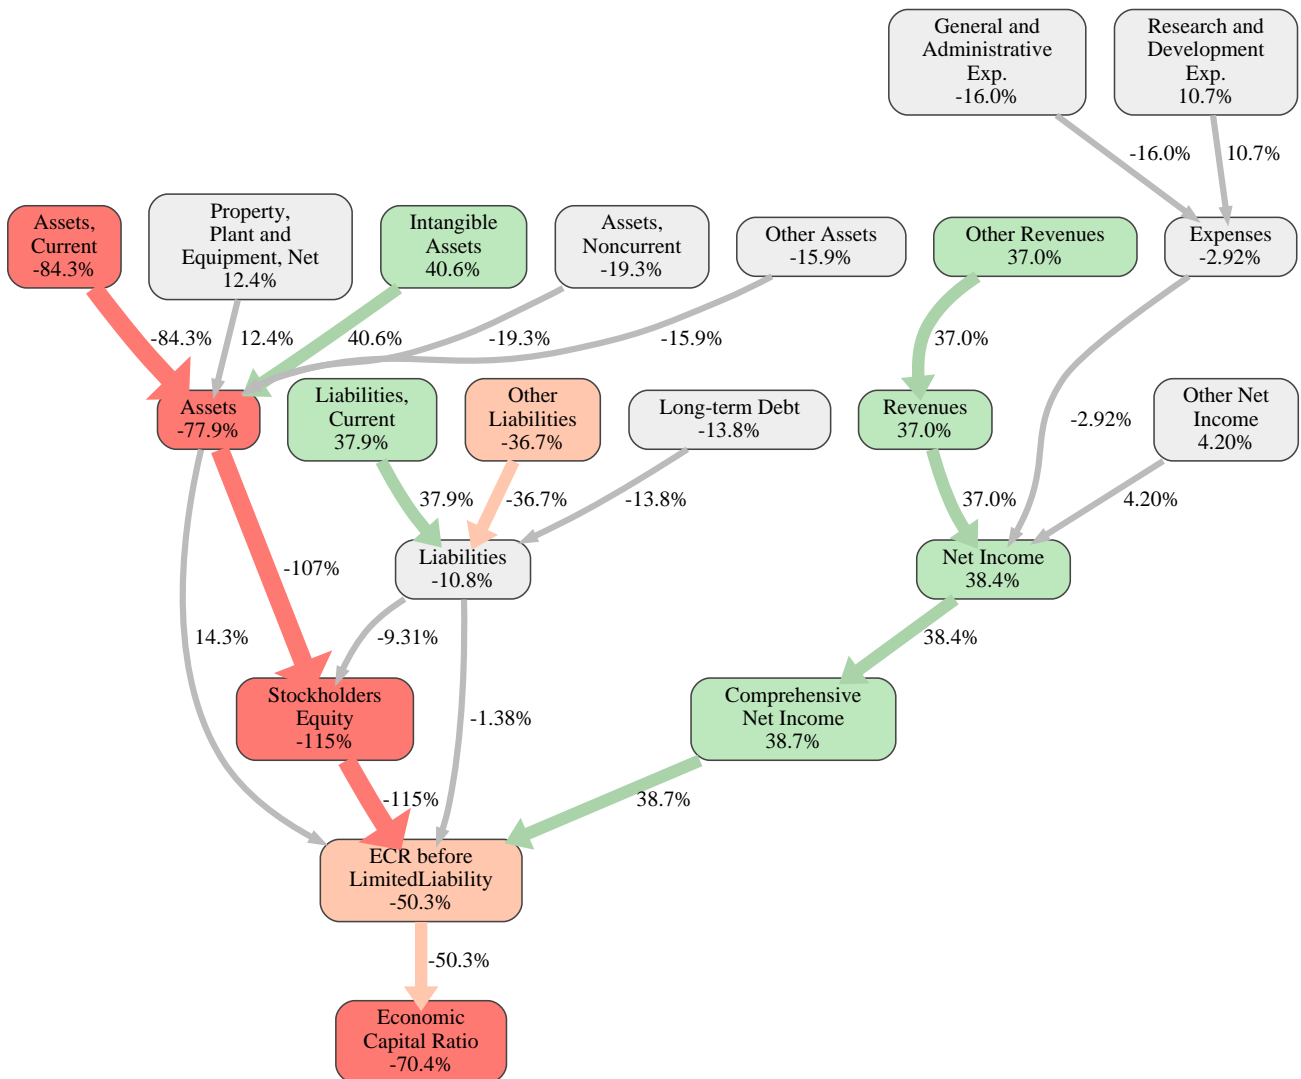 General and
Administrative
Exp.
-16.0%
Research and
Development
Exp.
10.7%
-16.0%
10.7%
Assets,
Current
-84.3%
Property,
Plant and
Equipment, Net
12.4%
Intangible
Assets
40.6%
Assets,
Noncurrent
-19.3%
Other Assets
-15.9%
Other Revenues
37.0%
Expenses
-2.92%
-84.3%
12.4%
40.6%
-19.3%
-15.9%
37.0%
Assets
-77.9%
Liabilities,
Current
37.9%
Other
Liabilities
-36.7%
Long-term Debt
-13.8%
Revenues
37.0%
-2.92%
Other Net
Income
4.20%
37.9%
-36.7%
-13.8%
37.0%
4.20%
-107%
Liabilities
-10.8%
Net Income
38.4%
14.3%
-9.31%
38.4%
Stockholders
Equity
-115%
-1.38%
Comprehensive
Net Income
38.7%
-115%
38.7%
ECR before
LimitedLiability
-50.3%
-50.3%
Economic
Capital Ratio
-70.4%